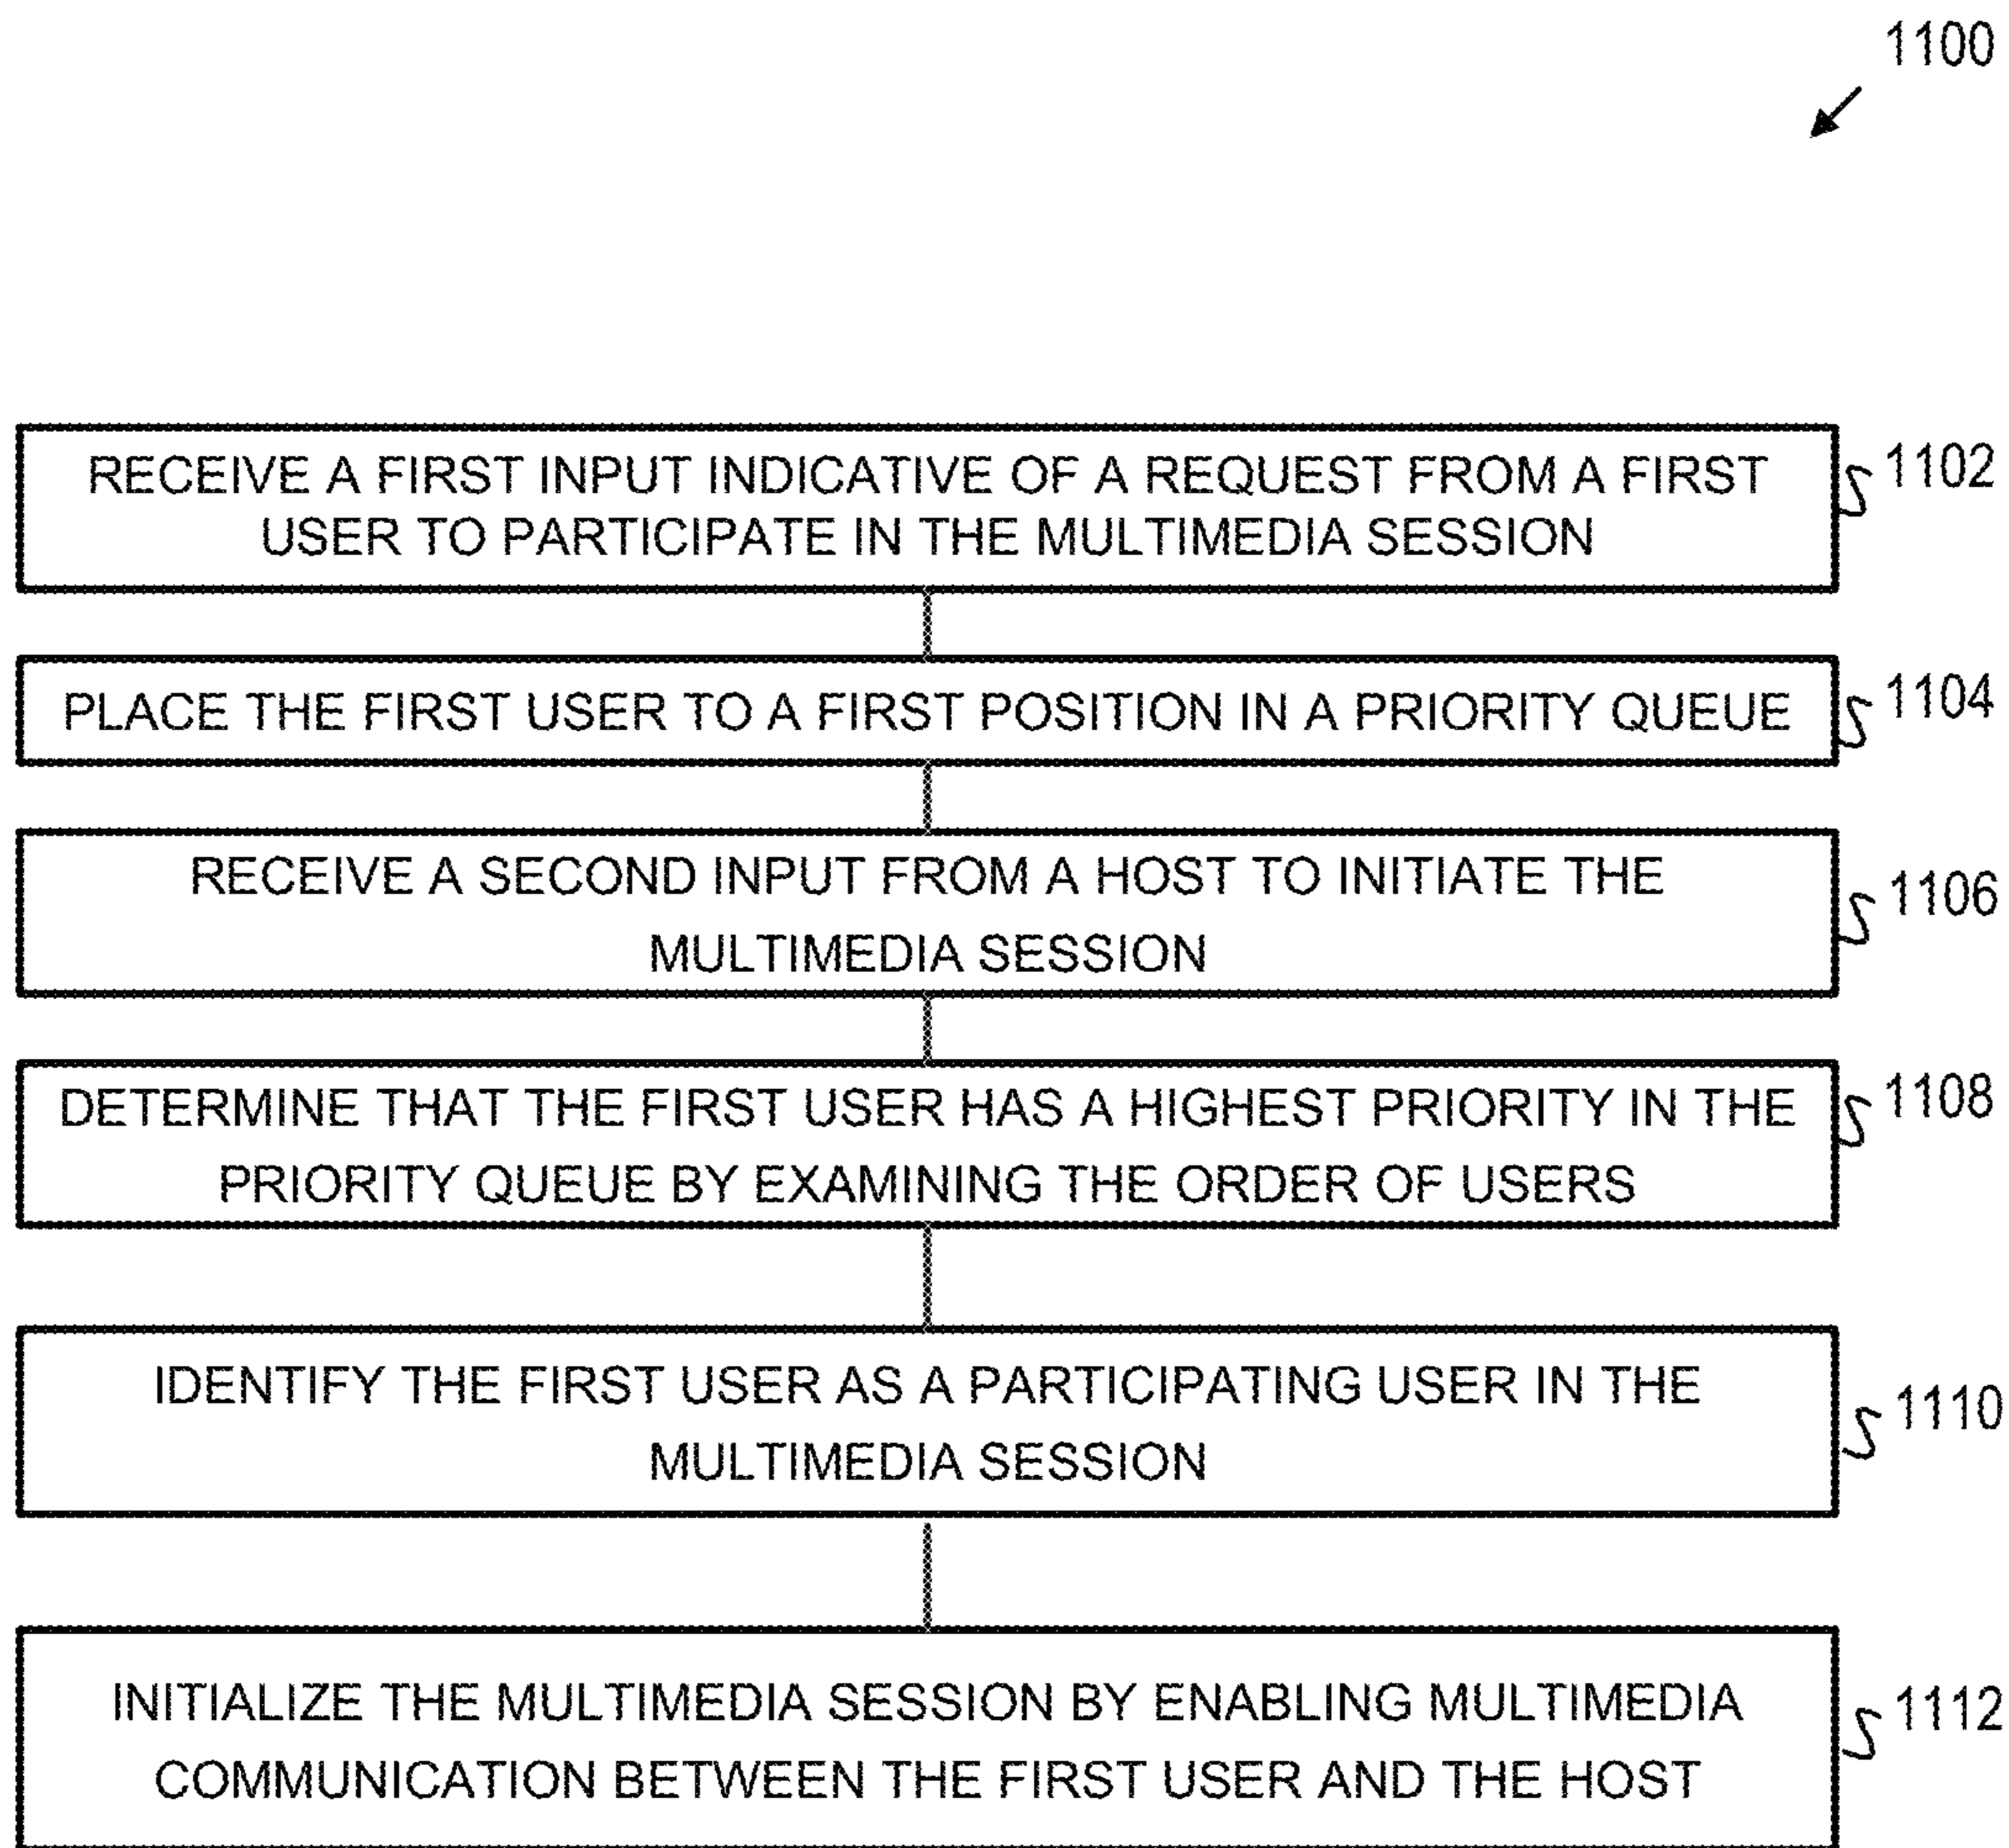 1100
RECEIVE A FIRST INPUT INDICATIVE OF A REQUEST FROM A FIRST
USER TO PARTICIPATE IN THE MULTIMEDIA SESSION
1102
PLACE THE FIRST USER TO A FIRST POSITION IN A PRIORITY QUEUE
1104
RECEIVE A SECOND INPUT FROM A HOST TO INITIATE THE
MULTIMEDIA SESSION
1106
DETERMINE THAT THE FIRST USER HAS A HIGHEST PRIORITY IN THE
PRIORITY QUEUE BY EXAMINING THE ORDER OF USERS
1108
IDENTIFY THE FIRST USER AS A PARTICIPATING USER IN THE
MULTIMEDIA SESSION
1110
INITIALIZE THE MULTIMEDIA SESSION BY ENABLING MULTIMEDIA
COMMUNICATION BETWEEN THE FIRST USER AND THE HOST
1112